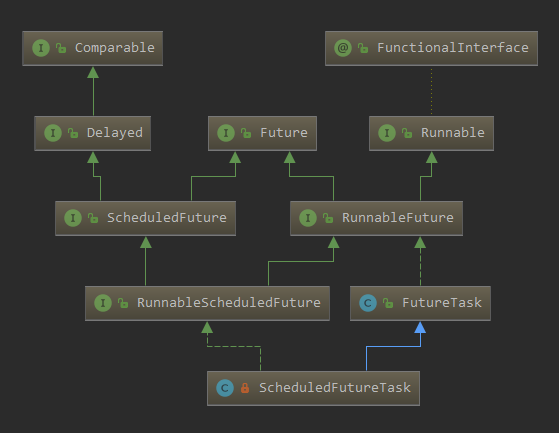 I Comparable
@ FunctionalInterface
I Delayed
I Future
I Runnable
I ScheduledFuture
I RunnableFuture
I RunnableScheduledFuture
C FutureTask
C ScheduledFutureTask